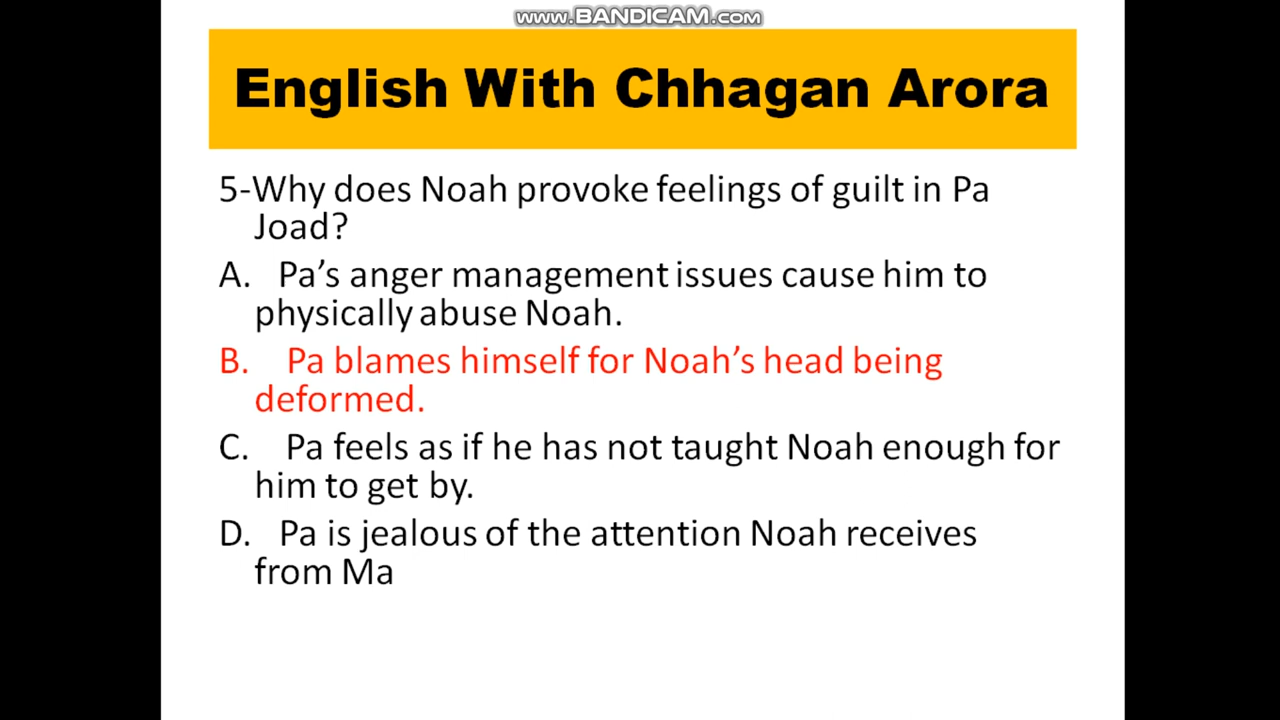 www.BANDICAM.com
English With Chhagan Arora
5-Why does Noah provoke feelings of guilt in Pa
Joad?
A. Pa’s anger management issues cause him to
physically abuse Noah.
B. Pa blames himself for Noah’s head being
deformed.
C. Pa feels as if he has not taught Noah enough for
him to get by.
D. Pa is jealous of the attention Noah receives
from Ma